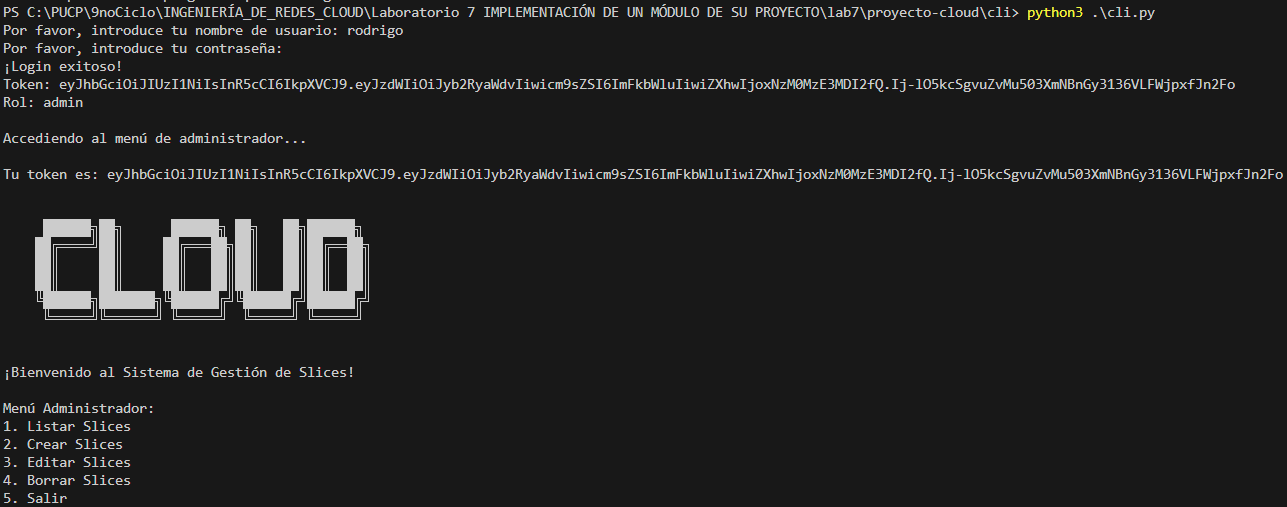 PS C:\PUCP\9noCiclo\INGENIERÍA_DE_REDES_CLOUD\Laboratorio 7 IMPLEMENTACIÓN DE UN MÓDULO DE SU PROYECTO\lab7\proyecto-cloud\cli> python3 .\cli.py
Por favor, introduce tu nombre de usuario: rodrigo
Por favor, introduce tu contraseña:
¡Login exitoso!
Token: eyJhbGciOiJIUzI1NiIsInR5cCI6IkpXVCJ9.eyJzdWIiOiJyb2RyaWdvIiwicm9sZSI6ImFkbWluIiwiZXhwIjoxNzM0MzE3MDI2fQ.Ij-lO5kcSgvuZvMu503XmNBnGy3136VLFWjpxfJn2Fo
Rol: admin
Accediendo al menú de administrador...
Tu token es: eyJhbGciOiJIUzI1NiIsInR5cCI6IkpXVCJ9.eyJzdWIiOiJyb2RyaWdvIiwicm9sZSI6ImFkbWluIiwiZXhwIjoxNzM0MzE3MDI2fQ.Ij-lO5kcSgvuZvMu503XmNBnGy3136VLFWjpxfJn2Fo
CLOUD
¡Bienvenido al Sistema de Gestión de Slices!
Menú Administrador:
1. Listar Slices
2. Crear Slices
3. Editar Slices
4. Borrar Slices
5. Salir